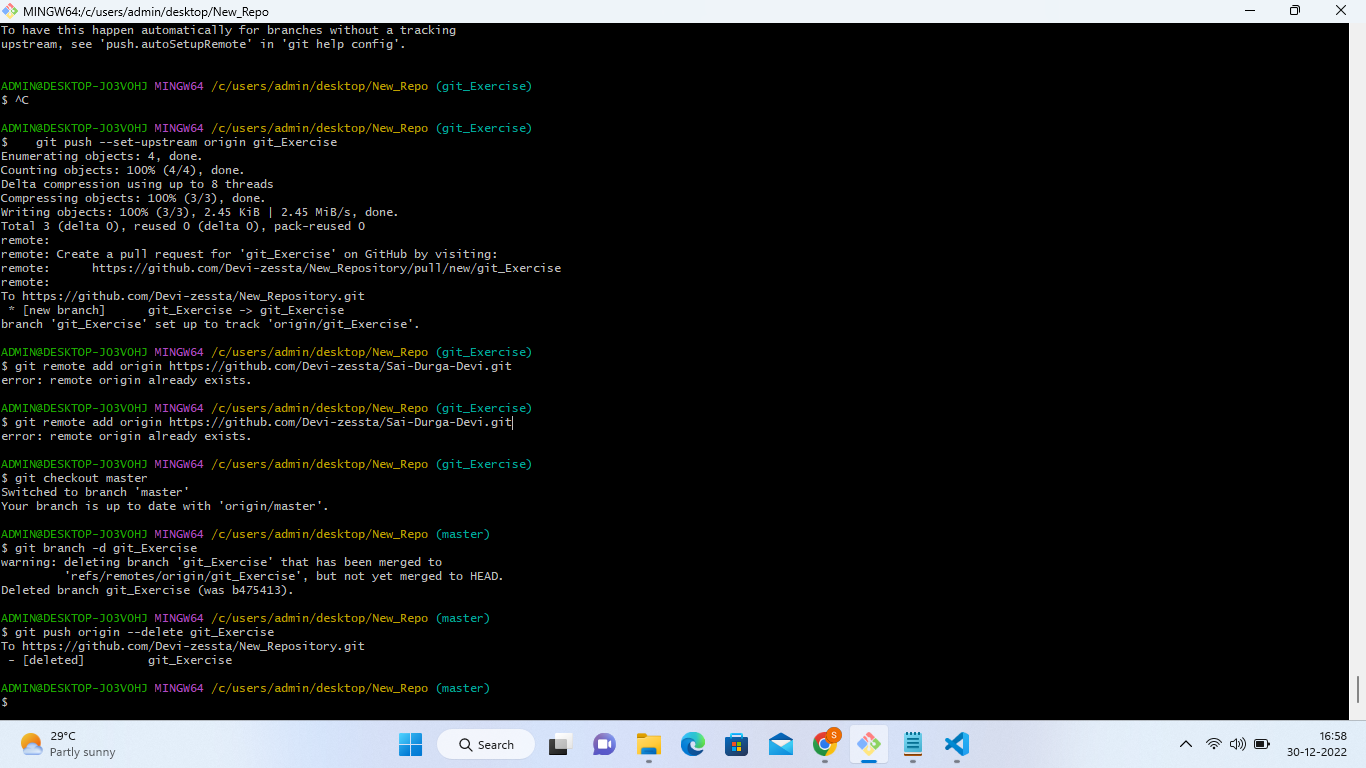 MINGW64:/c/users/admin/desktop/New_Repo
To have this happen automatically for branches without a tracking
upstream, see 'push.autoSetupRemote' in 'git help config'.
ADMIN@DESKTOP-JO3VOHJ MINGW64 /c/users/admin/desktop/New_Repo (git_Exercise)
$ ^C
ADMIN@DESKTOP-JO3VOHJ MINGW64 /c/users/admin/desktop/New_Repo (git_Exercise)
$    git push --set-upstream origin git_Exercise
Enumerating objects: 4, done.
Counting objects: 100% (4/4), done.
Delta compression using up to 8 threads
Compressing objects: 100% (3/3), done.
Writing objects: 100% (3/3), 2.45 KiB | 2.45 MiB/s, done.
Total 3 (delta 0), reused 0 (delta 0), pack-reused 0
remote:
remote: Create a pull request for 'git_Exercise' on GitHub by visiting:
remote:      https://github.com/Devi-zessta/New_Repository/pull/new/git_Exercise
remote:
To https://github.com/Devi-zessta/New_Repository.git
 * [new branch]      git_Exercise -> git_Exercise
branch 'git_Exercise' set up to track 'origin/git_Exercise'.
ADMIN@DESKTOP-JO3VOHJ MINGW64 /c/users/admin/desktop/New_Repo (git_Exercise)
$ git remote add origin https://github.com/Devi-zessta/Sai-Durga-Devi.git
error: remote origin already exists.
ADMIN@DESKTOP-JO3VOHJ MINGW64 /c/users/admin/desktop/New_Repo (git_Exercise)
$ git remote add origin https://github.com/Devi-zessta/Sai-Durga-Devi.git
error: remote origin already exists.
ADMIN@DESKTOP-JO3VOHJ MINGW64 /c/users/admin/desktop/New_Repo (git_Exercise)
$ git checkout master
Switched to branch 'master'
Your branch is up to date with 'origin/master'.
ADMIN@DESKTOP-JO3VOHJ MINGW64 /c/users/admin/desktop/New_Repo (master)
$ git branch -d git_Exercise
warning: deleting branch 'git_Exercise' that has been merged to
         'refs/remotes/origin/git_Exercise', but not yet merged to HEAD.
Deleted branch git_Exercise (was b475413).
ADMIN@DESKTOP-JO3VOHJ MINGW64 /c/users/admin/desktop/New_Repo (master)
$ git push origin --delete git_Exercise
To https://github.com/Devi-zessta/New_Repository.git
 - [deleted]         git_Exercise
ADMIN@DESKTOP-JO3VOHJ MINGW64 /c/users/admin/desktop/New_Repo (master)
$
29°C
Partly sunny
Search
S
16:58
30-12-2022